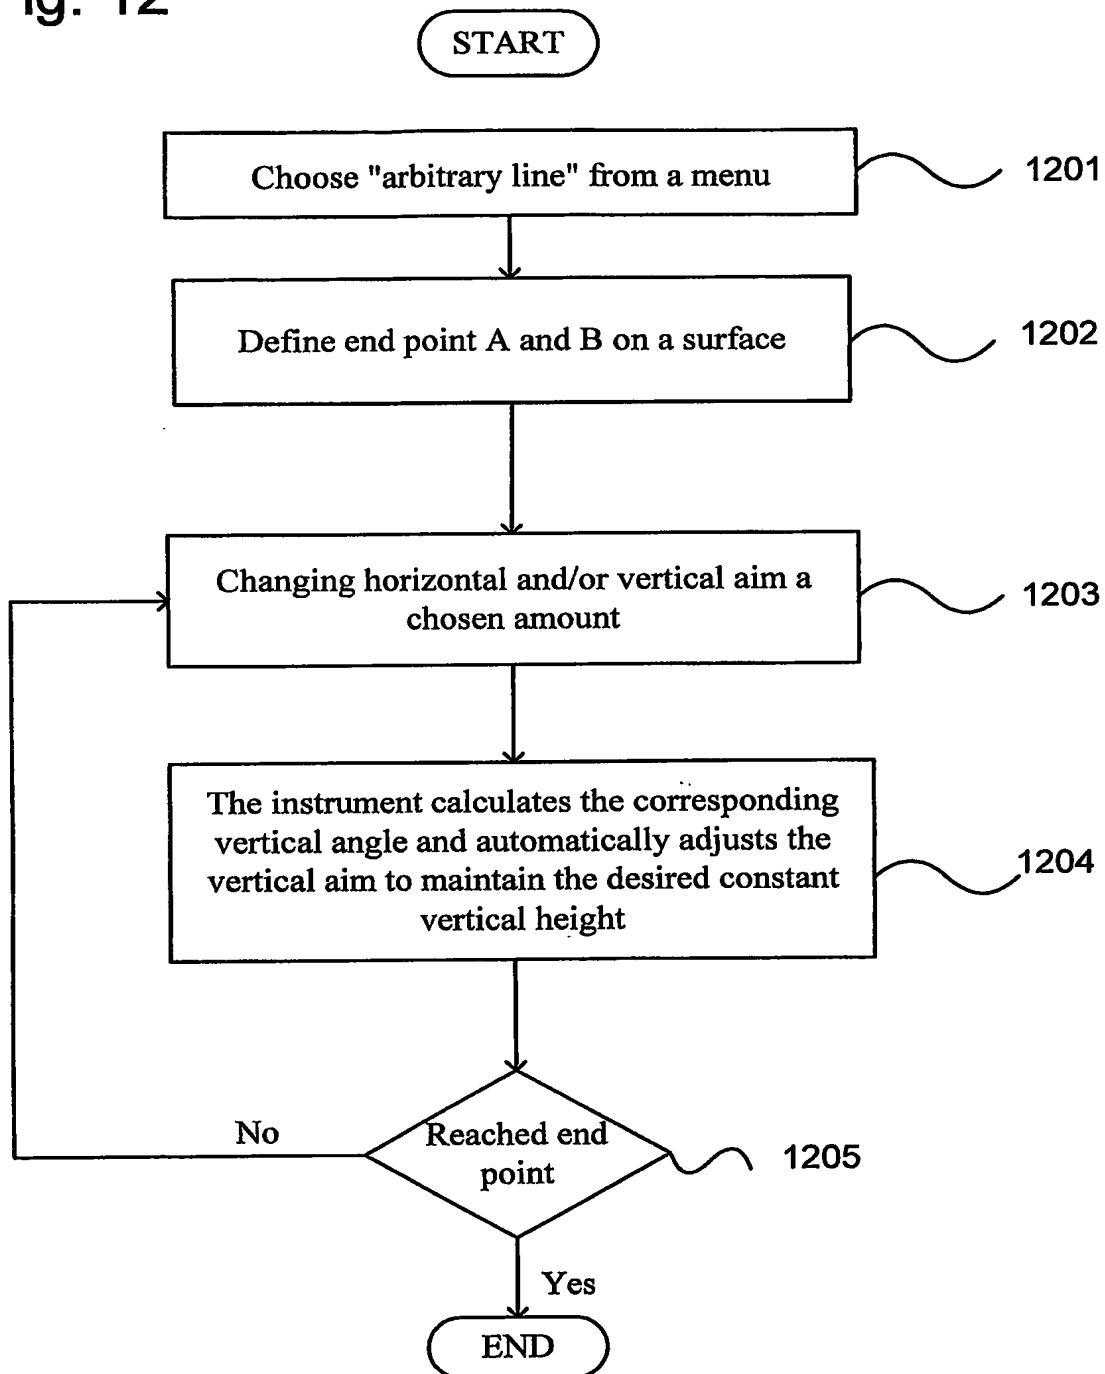 ig. 12
START
Choose "arbitrary line" from a menu
1201
Define end point A and B on a surface
1202
Changing horizontal and/or vertical aim a
chosen amount
1203
The instrument calculates the corresponding
vertical angle and automatically adjusts the
vertical aim to maintain the desired constant
vertical height
1204
Reached end
point
1205
No
Yes
END